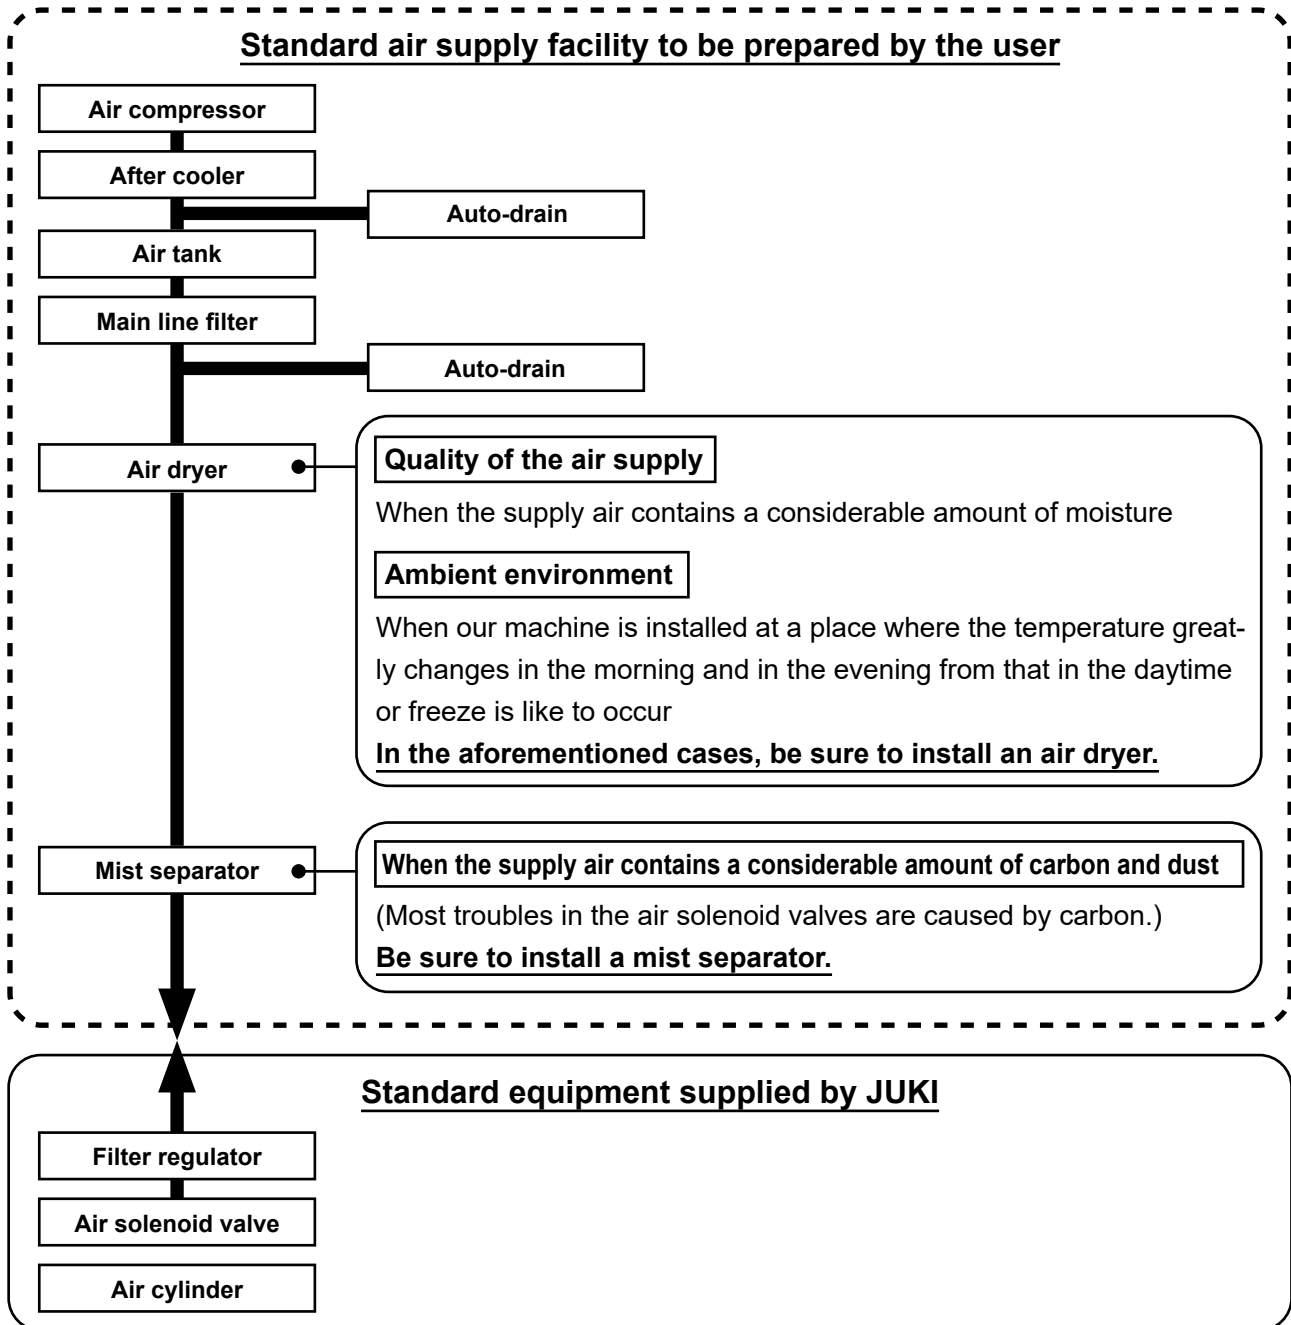 Standard air supply facility to be prepared by the user
Air compressor
After cooler
Auto-drain
Air tank
Main line filter
Auto-drain
Air dryer
Quality of the air supply
When the supply air contains a considerable amount of moisture
Ambient environment
When our machine is installed at a place where the temperature great-
ly changes in the morning and in the evening from that in the daytime
or freeze is like to occur
In the aforementioned cases, be sure to install an air dryer.
Mist separator
When the supply air contains a considerable amount of carbon and dust
(Most troubles in the air solenoid valves are caused by carbon.)
Be sure to install a mist separator.
Standard equipment supplied by JUKI
Filter regulator
Air solenoid valve
Air cylinder